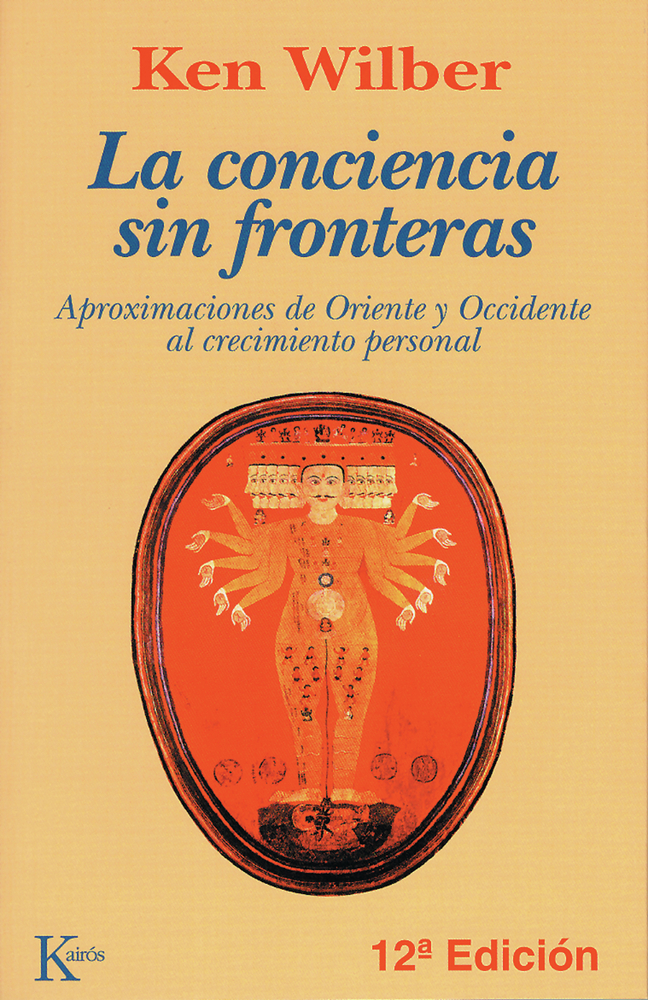 Ken Wilber
La conciencia
sin fronteras
Aproximaciones de Oriente y Occidente
al crecimiento personal
Kairós
12ª Edición